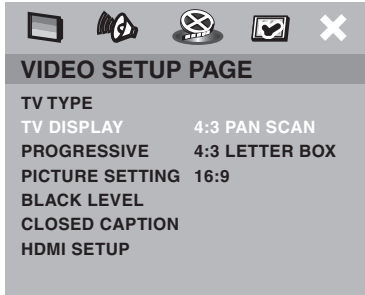 VIDEO SETUP PAGE
TV TYPE
TV DISPLAY 4:3 PAN SCAN
PROGRESSIVE 4:3 LETTER BOX
PICTURE SETTING 16:9
BLACK LEVEL
CLOSED CAPTION
HDMI SETUP